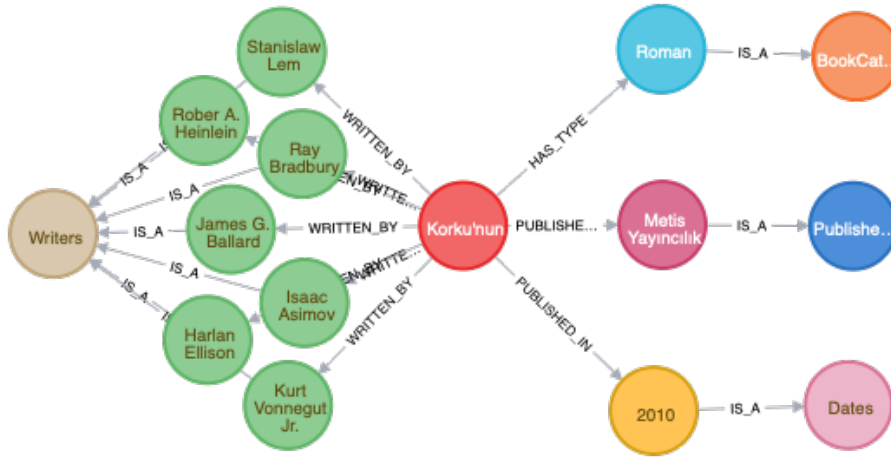 Stanislaw
Lem
Rober A.
Heinlein
Ray
Bradbury
James G.
Ballard
Isaac
Asimov
Harlan
Ellison
Kurt
Vonnegut
Jr.
Writers
IS_A
IS_A
IS_A
IS_A
IS_A
WRITTEN_BY
WRITTE...
WRITTEN_BY
WRITTE...
WRITTEN_BY
Korku'nun
HAS_TYPE
Roman
IS_A
BookCat...
PUBLISHE...
Metis
Yayıncılık
IS_A
Publishe...
PUBLISHED_IN
2010
IS_A
Dates